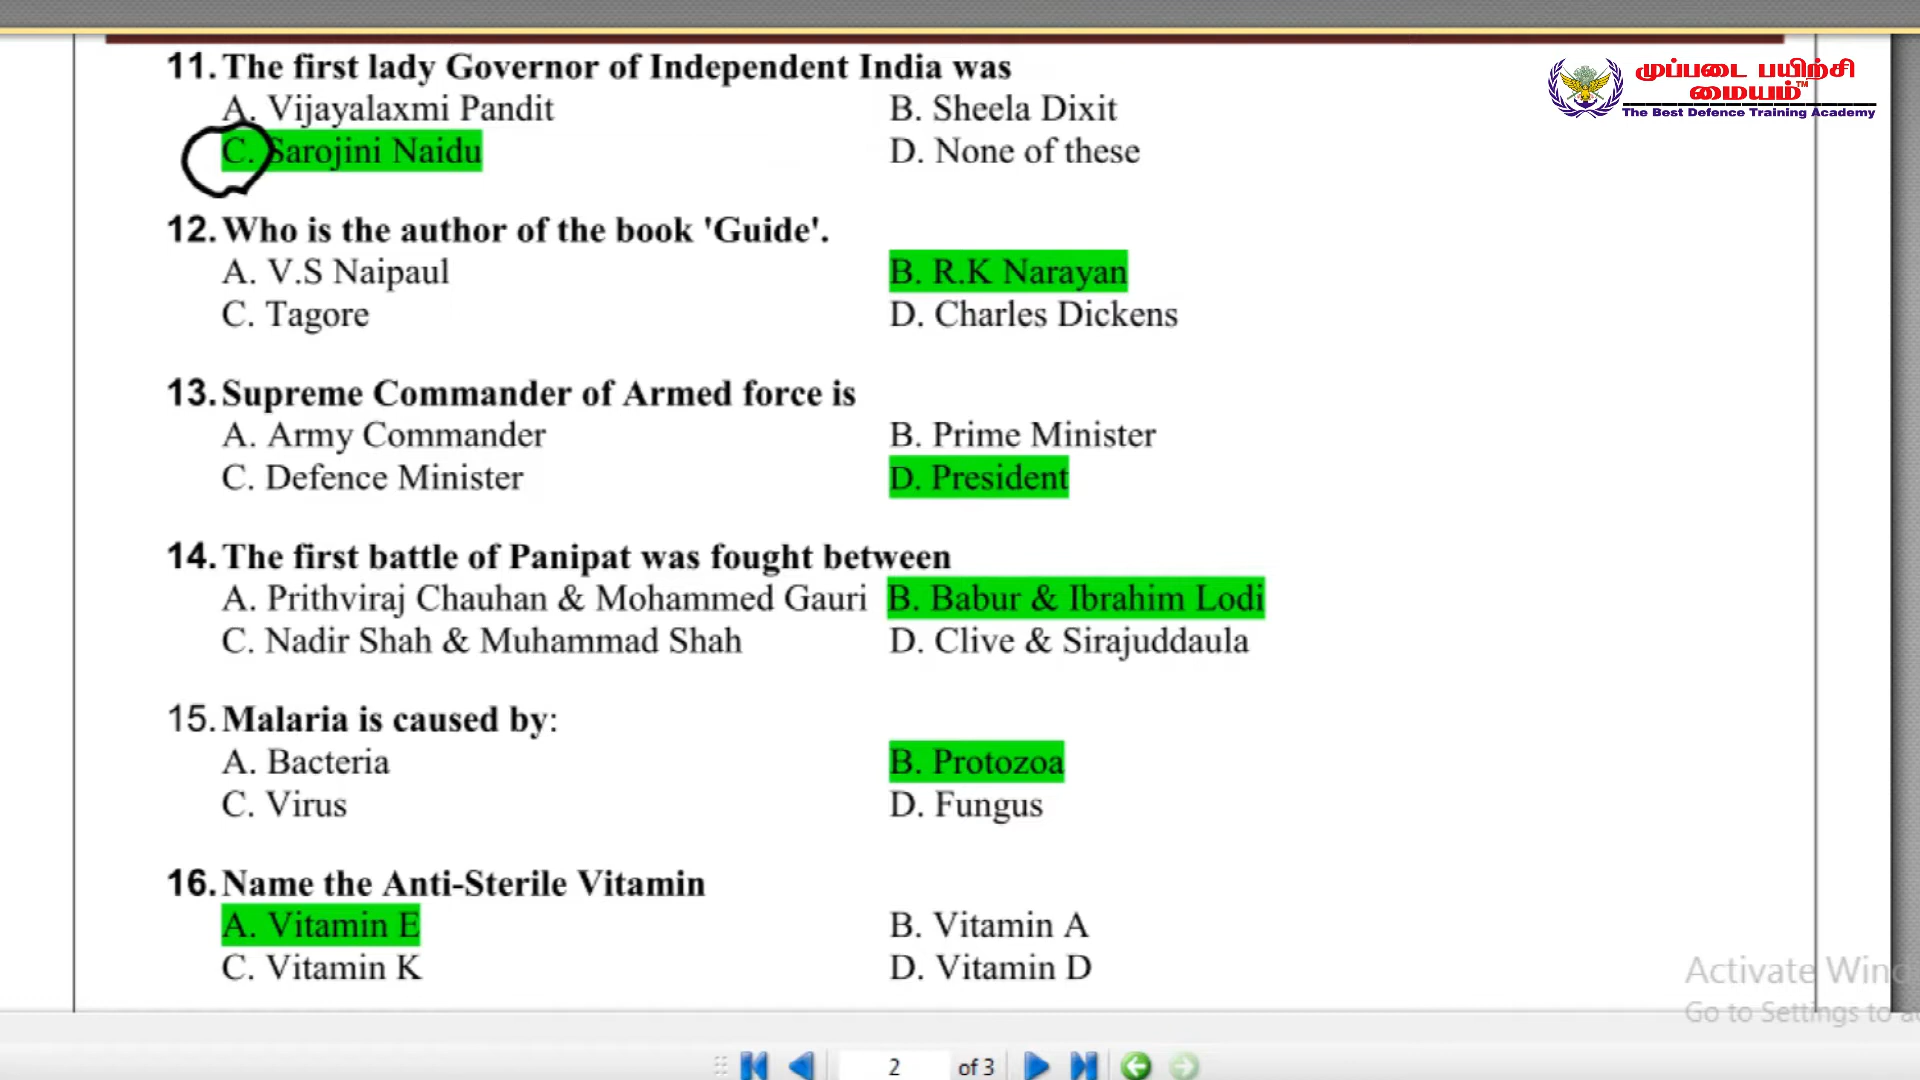 11. The first lady Governor of Independent India was
A. Vijayalaxmi Pandit B. Sheela Dixit
C. Sarojini Naidu D. None of these
12. Who is the author of the book 'Guide'.
A. V.S Naipaul B. R.K Narayan
C. Tagore D. Charles Dickens
13. Supreme Commander of Armed force is
A. Army Commander B. Prime Minister
C. Defence Minister D. President
14. The first battle of Panipat was fought between
A. Prithviraj Chauhan & Mohammed Gauri B. Babur & Ibrahim Lodi
C. Nadir Shah & Muhammad Shah D. Clive & Sirajuddaula
15. Malaria is caused by:
A. Bacteria B. Protozoa
C. Virus D. Fungus
16. Name the Anti-Sterile Vitamin
A. Vitamin E B. Vitamin A
C. Vitamin K D. Vitamin D
முப்படை பயிற்சி
மையம்™
The Best Defence Training Academy
Activate Wind
Go to Settings to a
2 of 3